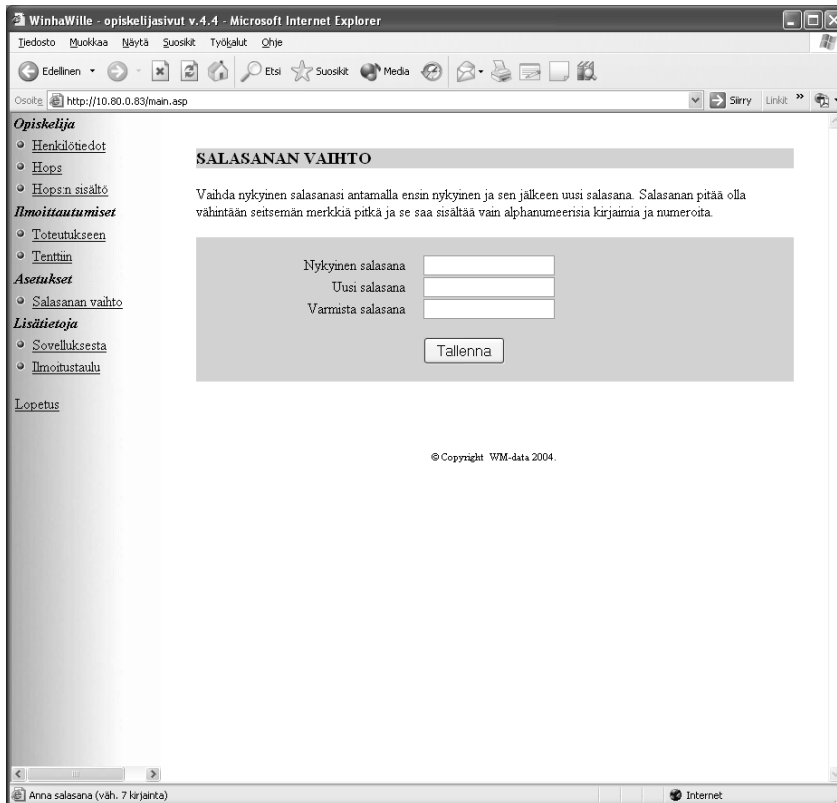 WinhaWille - opiskelijasivut v.4.4 - Microsoft Internet Explorer
Tiedosto Muokkaa Näytä Suosikit Työkalut Ohje
Edellinen Etsi Suosikit Media
Osoite http://10.80.0.83/main.asp Siirry Linkit »
Opiskelija
Henkilötiedot
Hops
Hops:n sisältö
Ilmoittautumiset
Toteutukseen
Tenttiin
Asetukset
Salasanan vaihto
Lisätietoja
Sovelluksesta
Ilmoitustaulu
Lopetus
SALASANAN VAIHTO
Vaihda nykyinen salasanasi antamalla ensin nykyinen ja sen jälkeen uusi salasana. Salasanan pitää olla
vähintään seitsemän merkkiä pitkä ja se saa sisältää vain alphanumeerisia kirjaimia ja numeroita.
Nykyinen salasana
Uusi salasana
Varmista salasana
Tallenna
© Copyright WM-data 2004.
Anna salasana (väh. 7 kirjainta) Internet